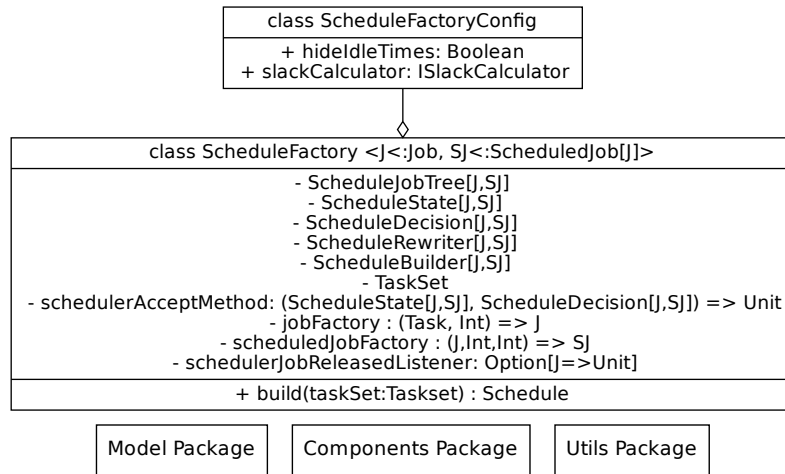 class ScheduleFactoryConfig
+ hideIdleTimes: Boolean
+ slackCalculator: ISlackCalculator
class ScheduleFactory <J<:Job, SJ<:ScheduledJob[J]>
- ScheduleJobTree[J,SJ]
- ScheduleState[J,SJ]
- ScheduleDecision[J,SJ]
- ScheduleRewriter[J,SJ]
- ScheduleBuilder[J,SJ]
- TaskSet
- schedulerAcceptMethod: (ScheduleState[J,SJ], ScheduleDecision[J,SJ]) => Unit
- jobFactory : (Task, Int) => J
- scheduledJobFactory : (J,Int,Int) => SJ
- schedulerJobReleasedListener: Option[J=>Unit]
+ build(taskSet:Taskset) : Schedule
Model Package
Components Package
Utils Package